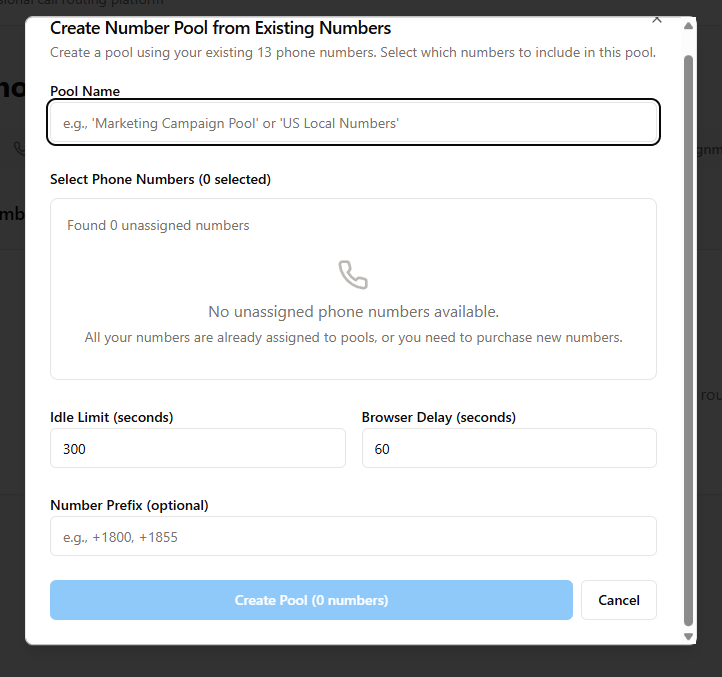 sional call routing platform
Create Number Pool from Existing Numbers
Create a pool using your existing 13 phone numbers. Select which numbers to include in this pool.
Pool Name
e.g., 'Marketing Campaign Pool' or 'US Local Numbers'
Select Phone Numbers (0 selected)
Found 0 unassigned numbers
No unassigned phone numbers available.
All your numbers are already assigned to pools, or you need to purchase new numbers.
Idle Limit (seconds)
Browser Delay (seconds)
300
60
Number Prefix (optional)
e.g., +1800, +1855
Create Pool (0 numbers)
Cancel